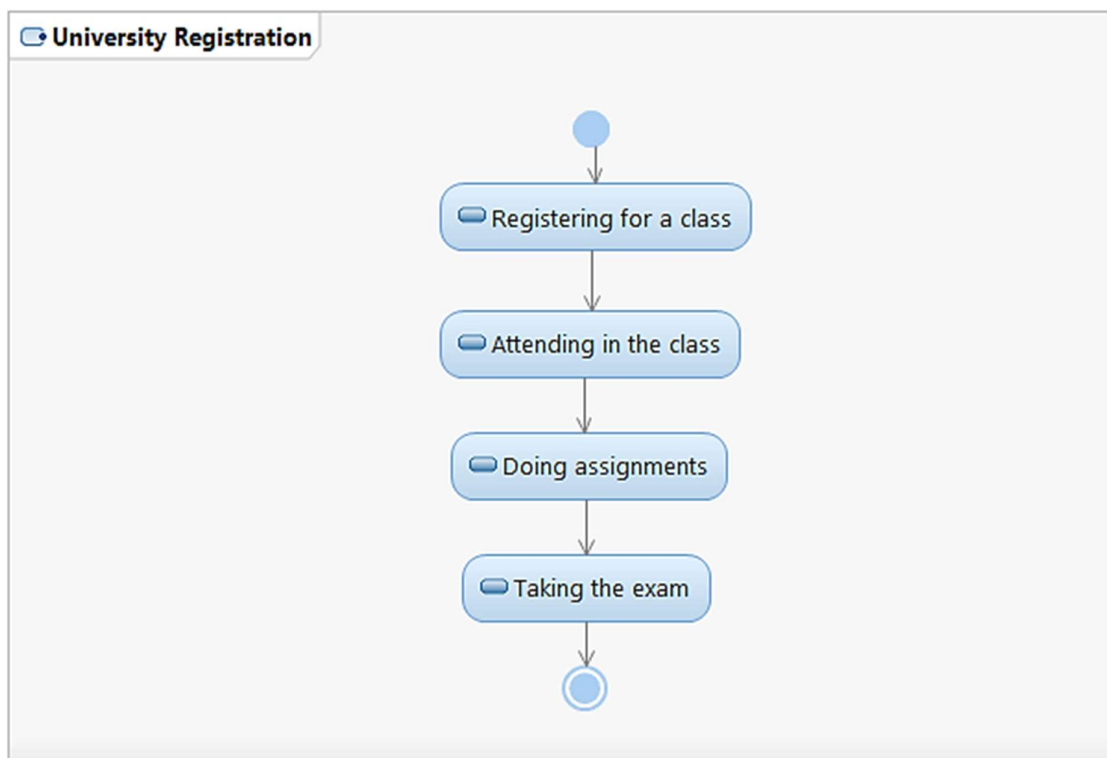 University Registration
Registering for a class
Attending in the class
Doing assignments
Taking the exam